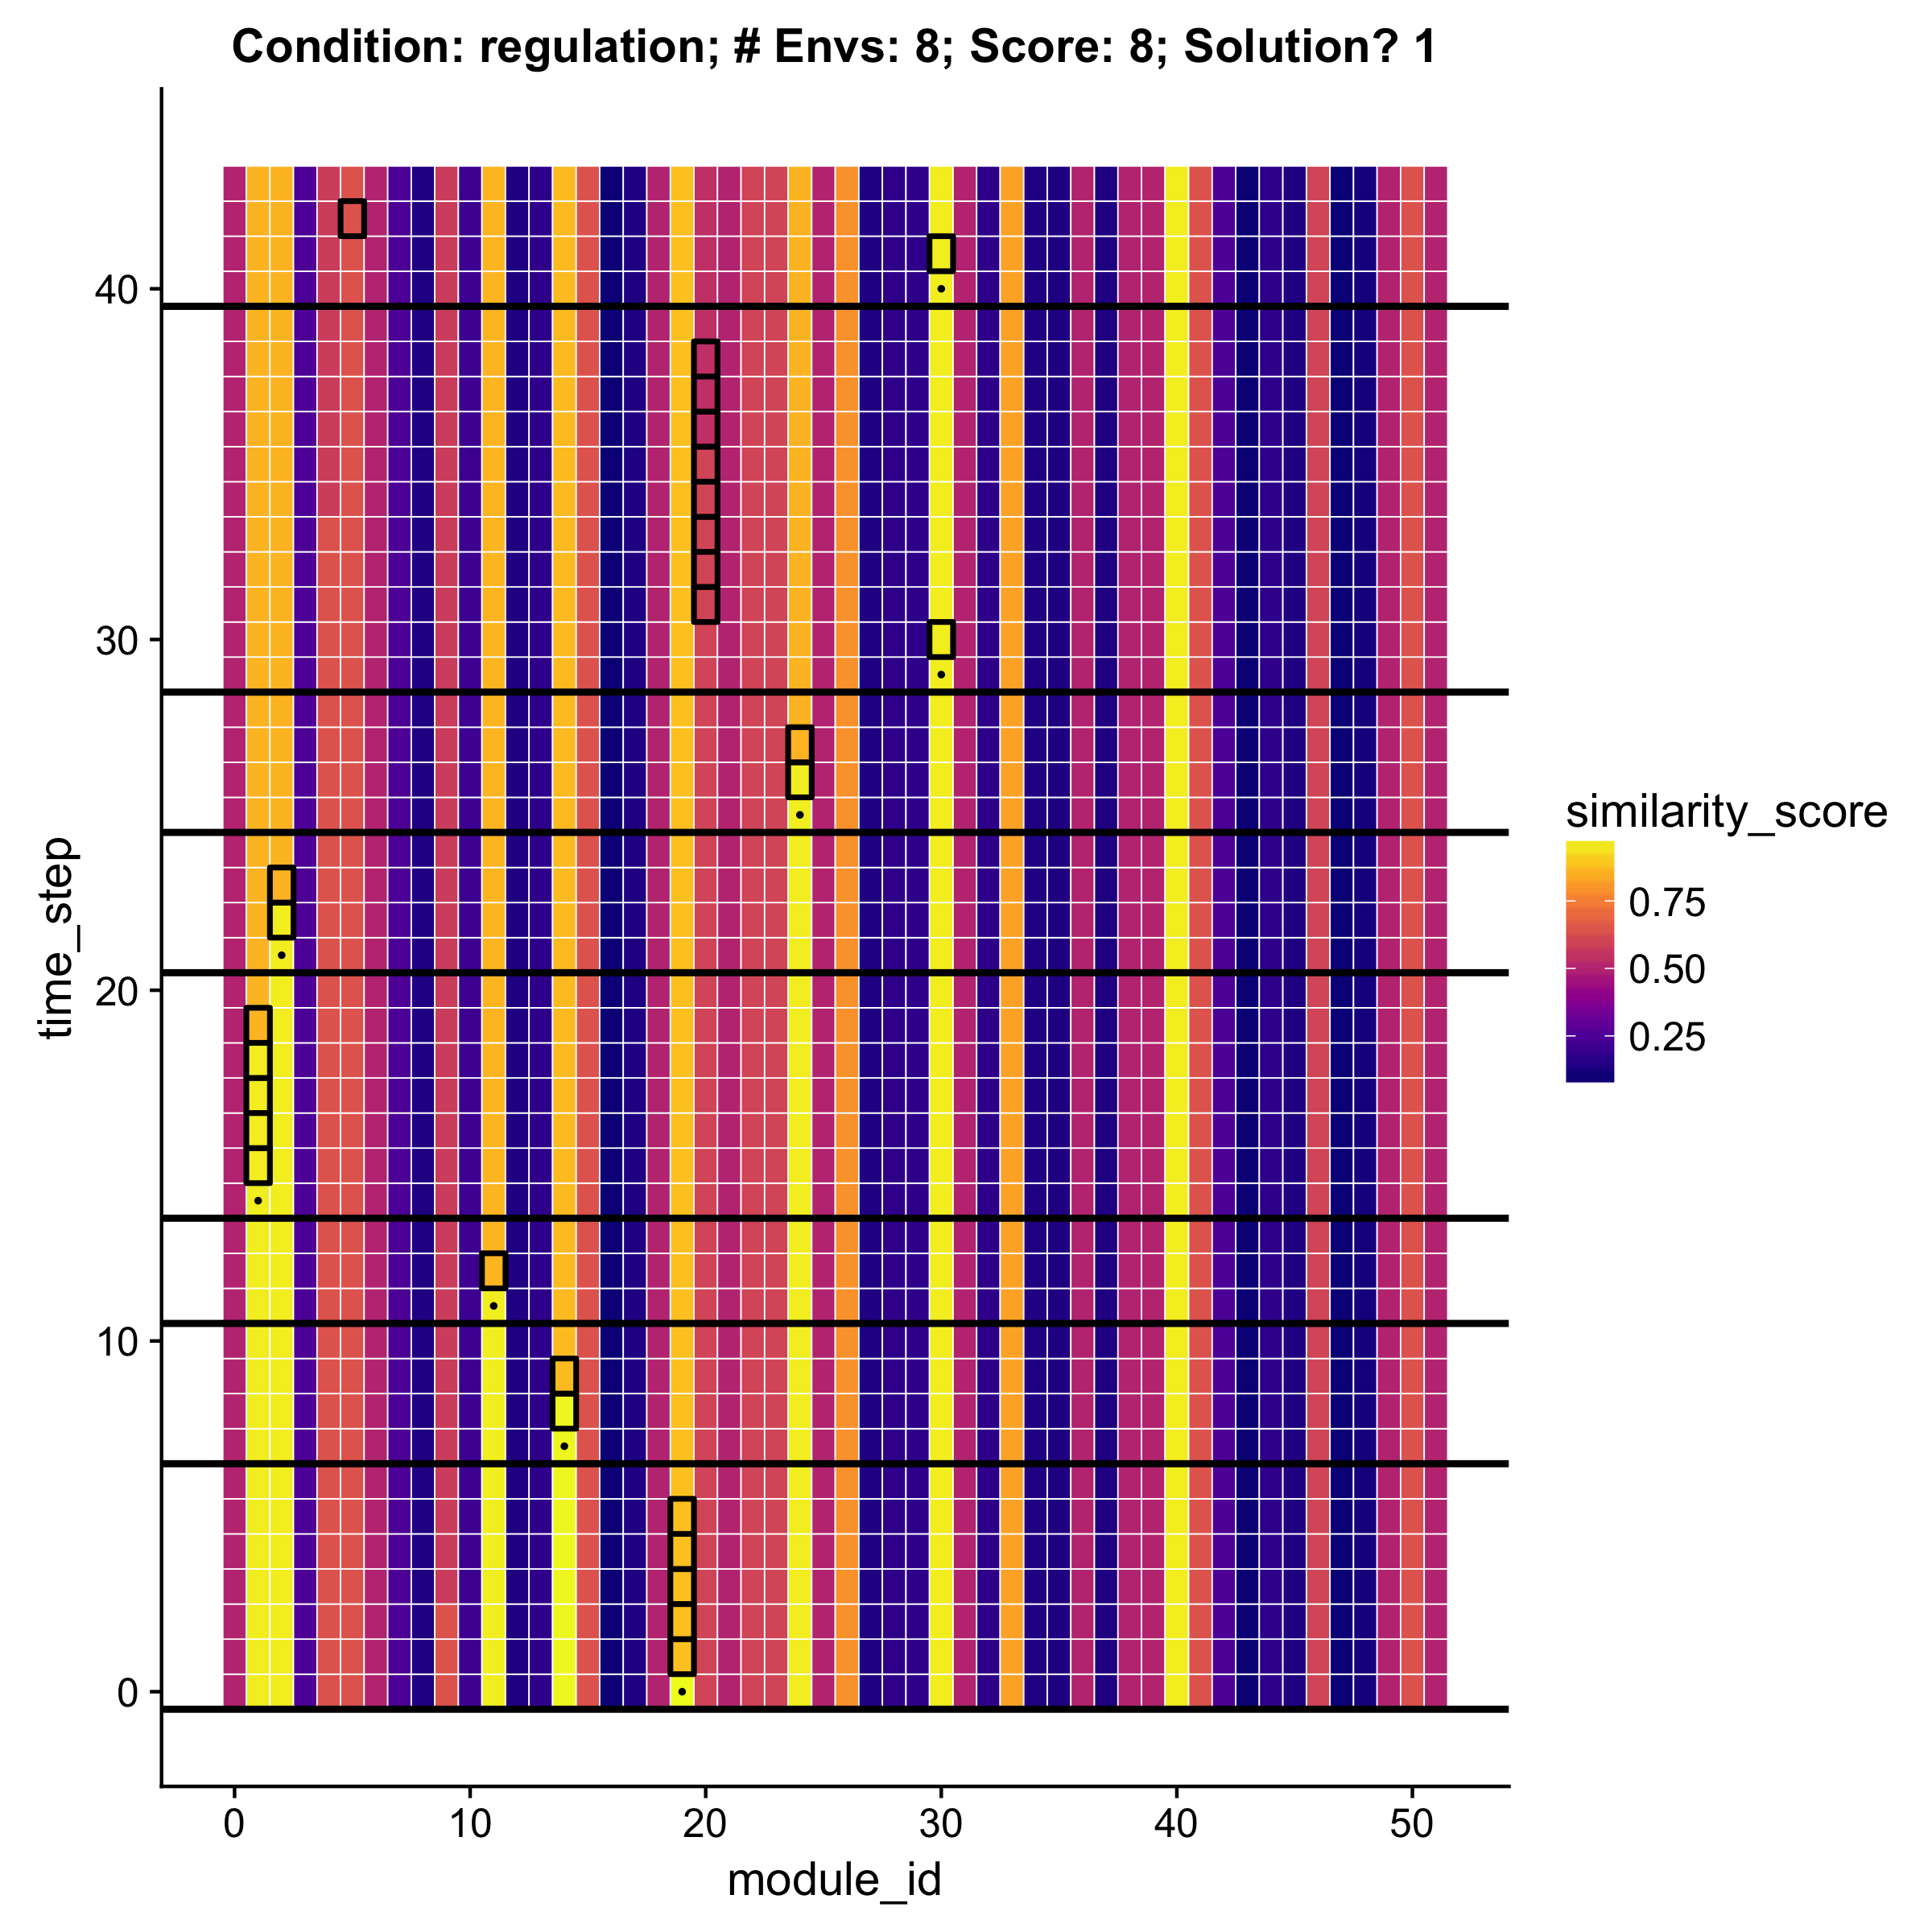 Condition: regulation; # Envs: 8; Score: 8; Solution? 1
40
30
20
10
0
time_step
0 10 20 30 40 50
module_id
similarity_score
0.75
0.50
0.25